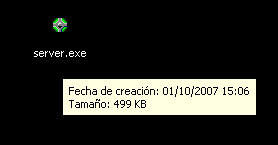 server.exe
Fecha de creación: 01/10/2007 15:06
Tamaño: 499 KB